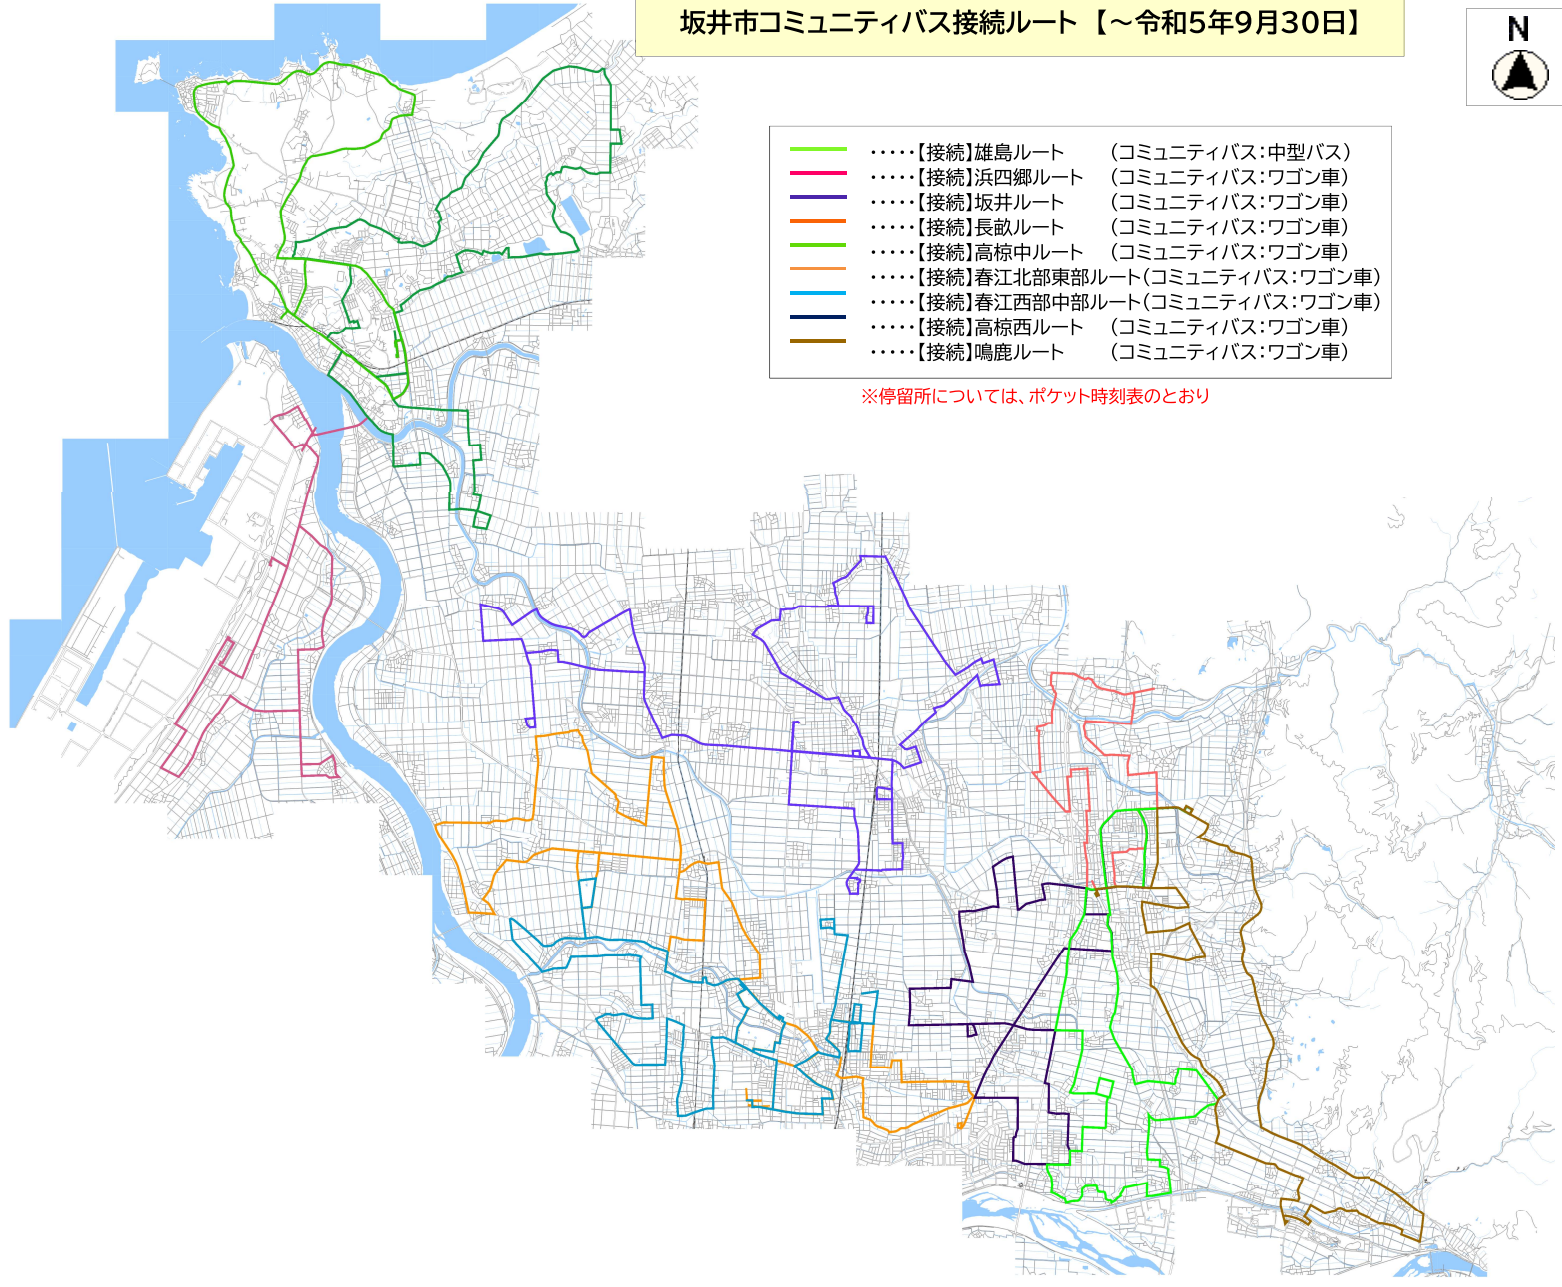 坂井市コミュニティバス接続ルート 【～令和5年9月30日】
N
・・・・・【接続】雄島ルート （コミュニティバス：中型バス）
・・・・・【接続】浜四郷ルート （コミュニティバス：ワゴン車）
・・・・・【接続】坂井ルート （コミュニティバス：ワゴン車）
・・・・・【接続】長畝ルート （コミュニティバス：ワゴン車）
・・・・・【接続】高椋中ルート （コミュニティバス：ワゴン車）
・・・・・【接続】春江北部東部ルート（コミュニティバス：ワゴン車）
・・・・・【接続】春江西部中部ルート（コミュニティバス：ワゴン車）
・・・・・【接続】高椋西ルート （コミュニティバス：ワゴン車）
・・・・・【接続】鳴鹿ルート （コミュニティバス：ワゴン車）
※停留所については、ポケット時刻表のとおり